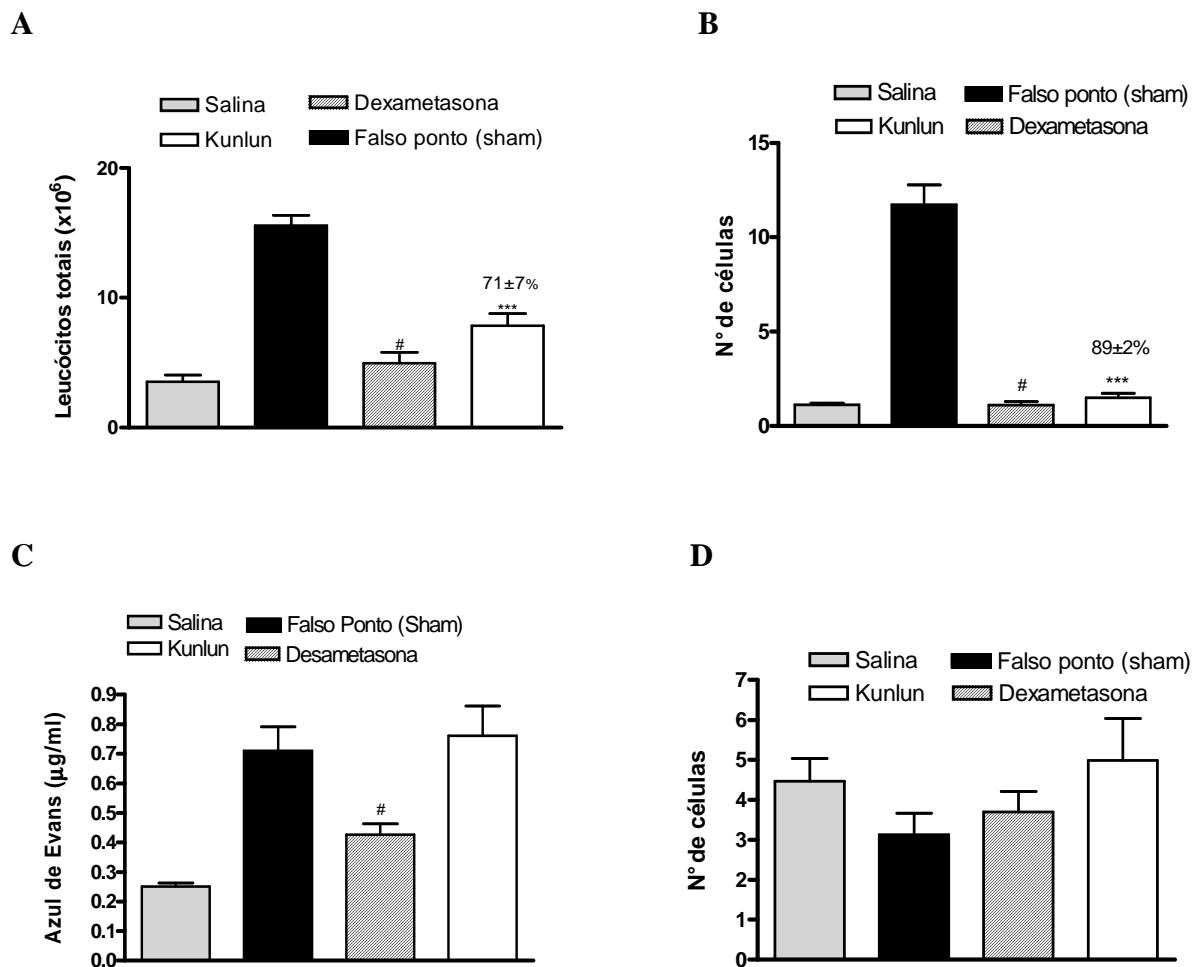 A
B
Salina Dexametasona
Kunlun Falso ponto (sham)
Leucócitos totais (x10⁶)
20
10
0
#
71±7%
***
Salina Falso ponto (sham)
Kunlun Dexametasona
N° de células
15
10
5
0
#
89±2%
***
C
D
Salina Falso Ponto (Sham)
Kunlun Desametasona
Azul de Evans (µg/ml)
0.9
0.8
0.7
0.6
0.5
0.4
0.3
0.2
0.1
0.0
#
Salina Falso ponto (sham)
Kunlun Dexametasona
N° de células
7
6
5
4
3
2
1
0